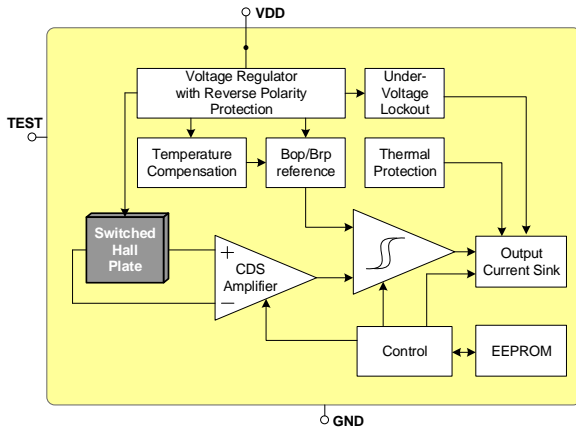 VDD
Voltage Regulator
with Reverse Polarity
Protection
Under-
Voltage
Lockout
TEST
Temperature
Compensation
Bop/Brp
reference
Thermal
Protection
Switched
Hall
Plate
+
CDS
Amplifier
−
Output
Current Sink
Control
EEPROM
GND